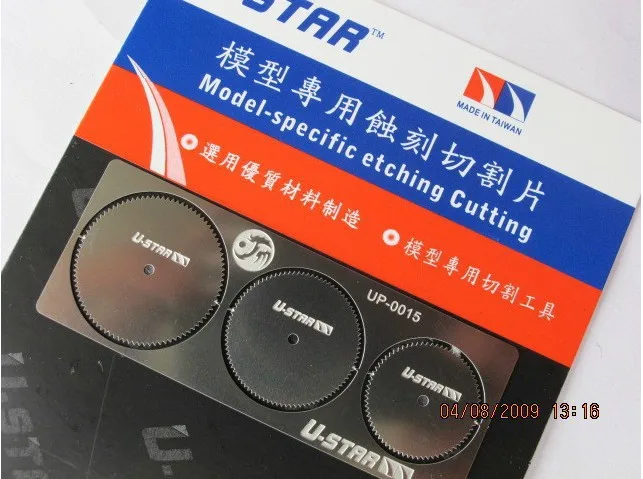 U-STAR™
MADE IN TAIWAN
模型專用蝕刻切割片
Model-specific etching Cutting
選用優質材料制造
模型專用切割工具
U-STAR
U-STAR
UP-0015
U-STAR
U-STAR
04/08/2009 13:16
U-STAR
U-STAR